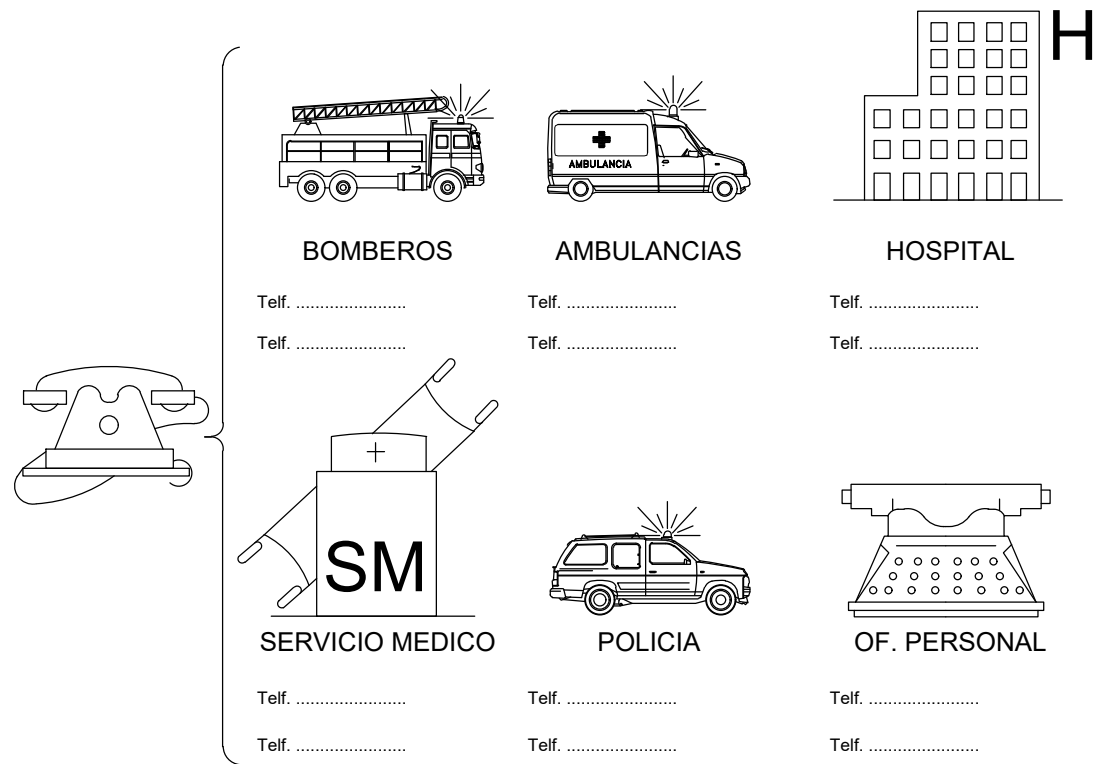 H
AMBULANCIA
BOMBEROS
AMBULANCIAS
HOSPITAL
Telf. .......................
Telf. .......................
Telf. .......................
Telf. .......................
Telf. .......................
Telf. .......................
SM
SERVICIO MEDICO
POLICIA
OF. PERSONAL
Telf. .......................
Telf. .......................
Telf. .......................
Telf. .......................
Telf. .......................
Telf. .......................